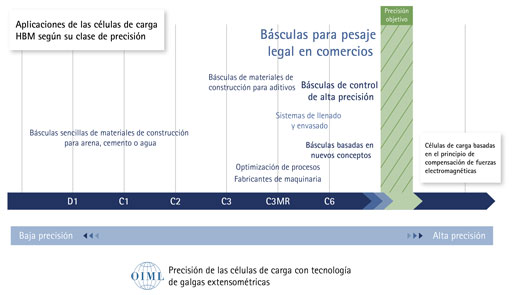 Aplicaciones de las células de carga
HBM según su clase de precisión
Precisión
objetivo
Básculas para pesaje
legal en comercios
Básculas de materiales de
construcción para aditivos
Básculas de control
de alta precisión
Sistemas de llenado
y envasado
Básculas sencillas de materiales de construcción
para arena, cemento o agua
Básculas basadas en
nuevos conceptos
Optimización de procesos
Fabricantes de maquinaria
Células de carga basadas
en el principio de
compensación de fuerzas
electromagnéticas
D1 C1 C2 C3 C3MR C6
Baja precisión Alta precisión
OIML
Precisión de las células de carga con tecnología
de galgas extensométricas